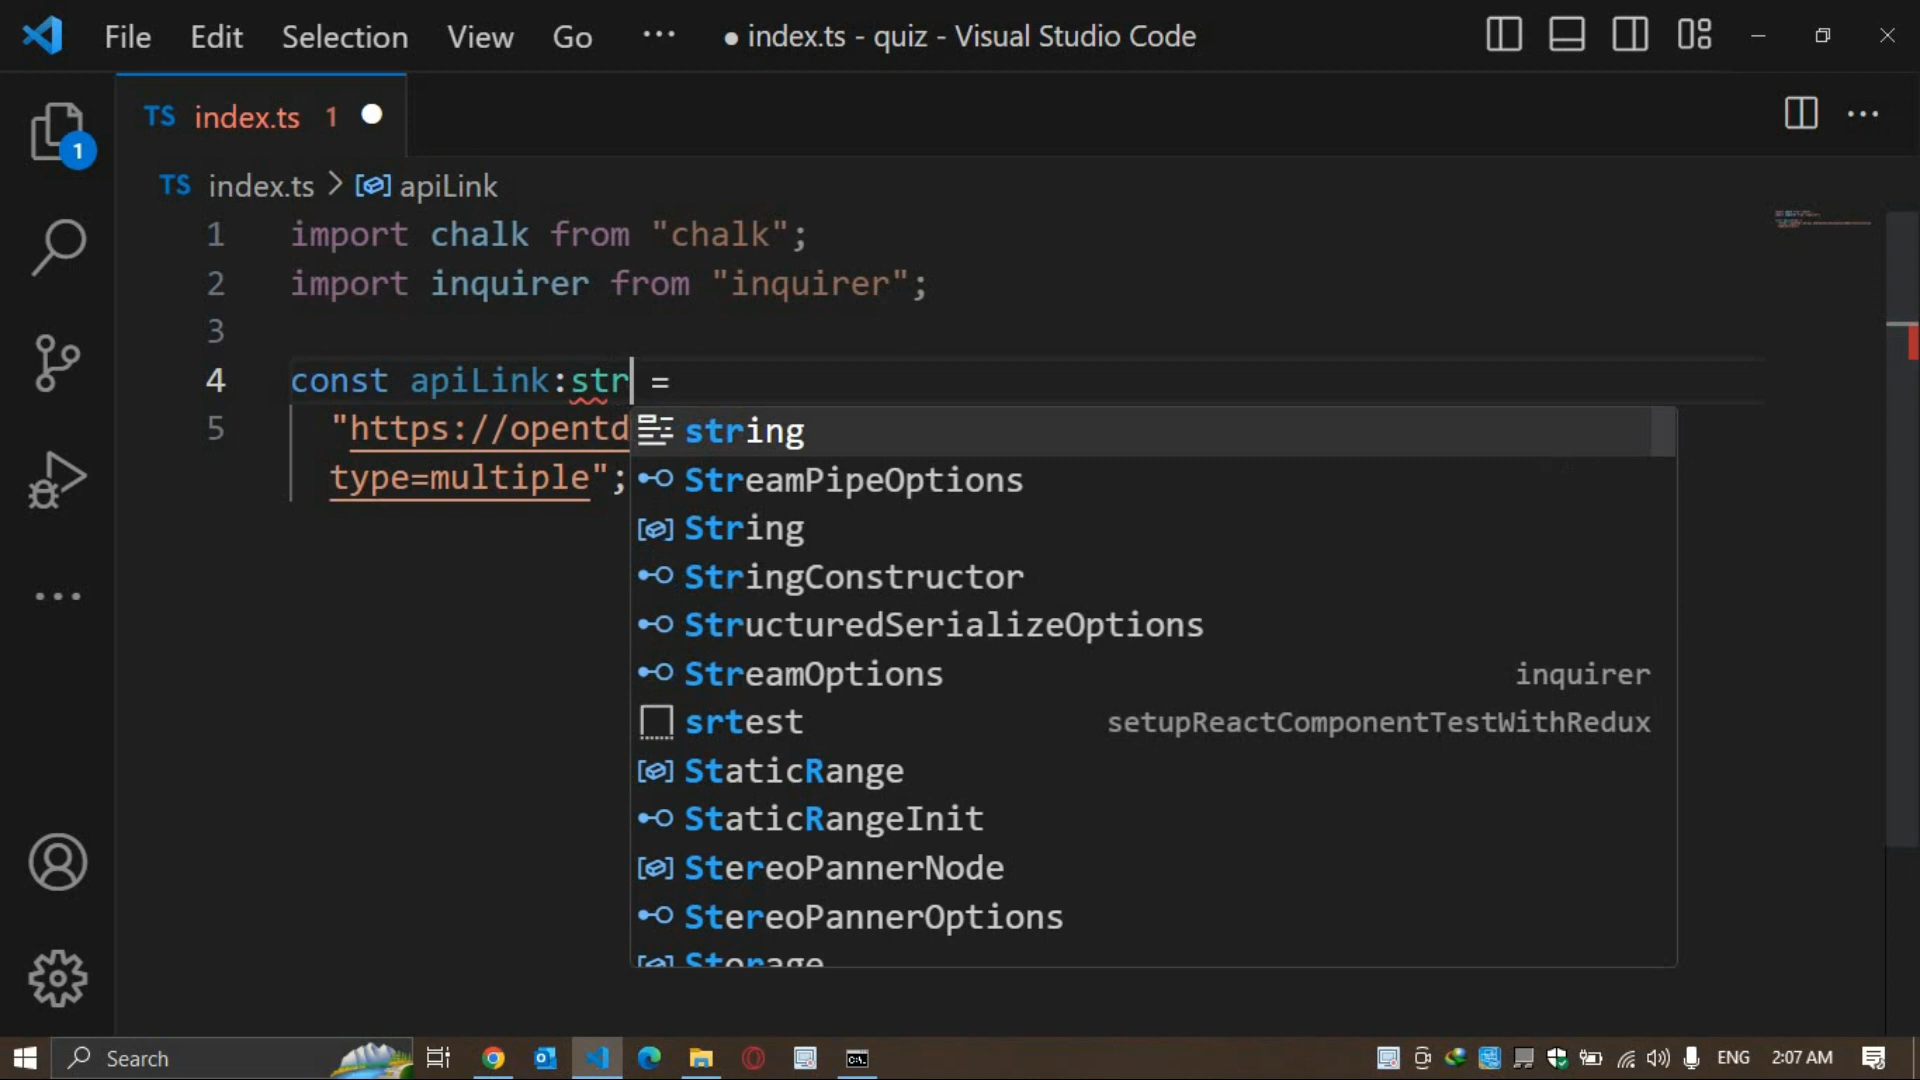 File Edit Selection View Go ··· ● index.ts - quiz - Visual Studio Code
TS index.ts 1 ●
TS index.ts > apiLink
1 import chalk from "chalk";
2 import inquirer from "inquirer";
3
4 const apiLink:str =
5 "https://opentd
type=multiple";
string
StreamPipeOptions
String
StringConstructor
StructuredSerializeOptions
StreamOptions inquirer
srtest setupReactComponentTestWithRedux
StaticRange
StaticRangeInit
StereoPannerNode
StereoPannerOptions
Storage
1
Search ENG 2:07 AM